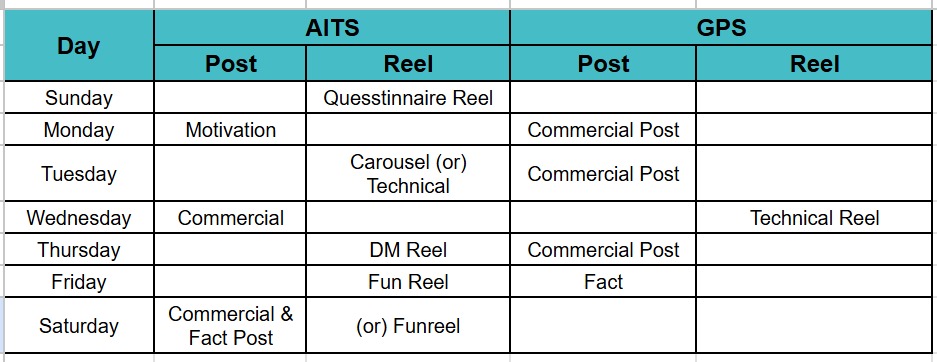 Day AITS GPS
Post Reel Post Reel
Sunday Quesstinnaire Reel
Monday Motivation Commercial Post
Tuesday Carousel (or) Technical Commercial Post
Wednesday Commercial Technical Reel
Thursday DM Reel Commercial Post
Friday Fun Reel Fact
Saturday Commercial & Fact Post (or) Funreel